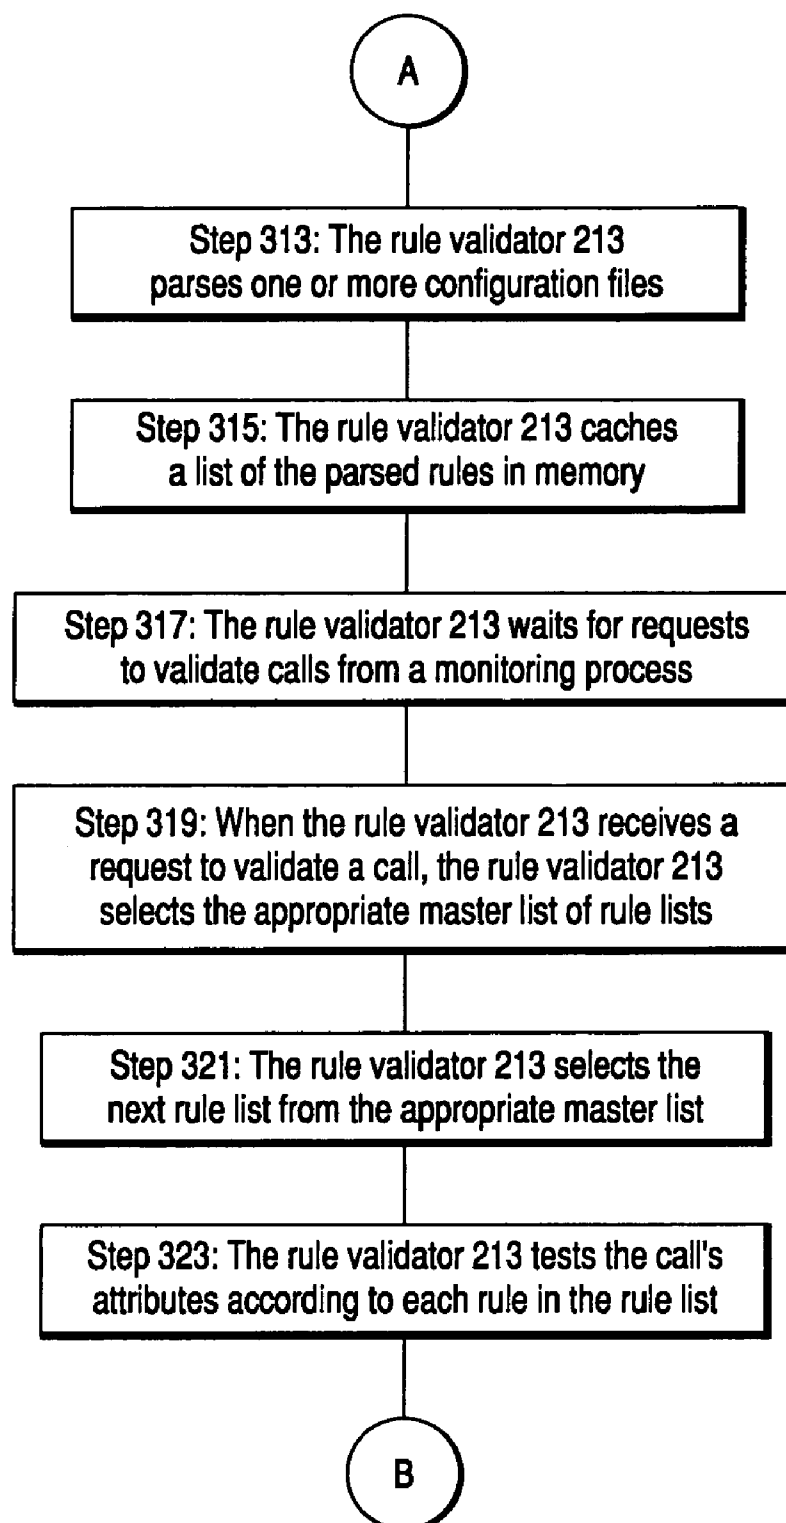 A
Step 313: The rule validator 213
parses one or more configuration files
Step 315: The rule validator 213 caches
a list of the parsed rules in memory
Step 317: The rule validator 213 waits for requests
to validate calls from a monitoring process
Step 319: When the rule validator 213 receives a
request to validate a call, the rule validator 213
selects the appropriate master list of rule lists
Step 321: The rule validator 213 selects the
next rule list from the appropriate master list
Step 323: The rule validator 213 tests the call's
attributes according to each rule in the rule list
B